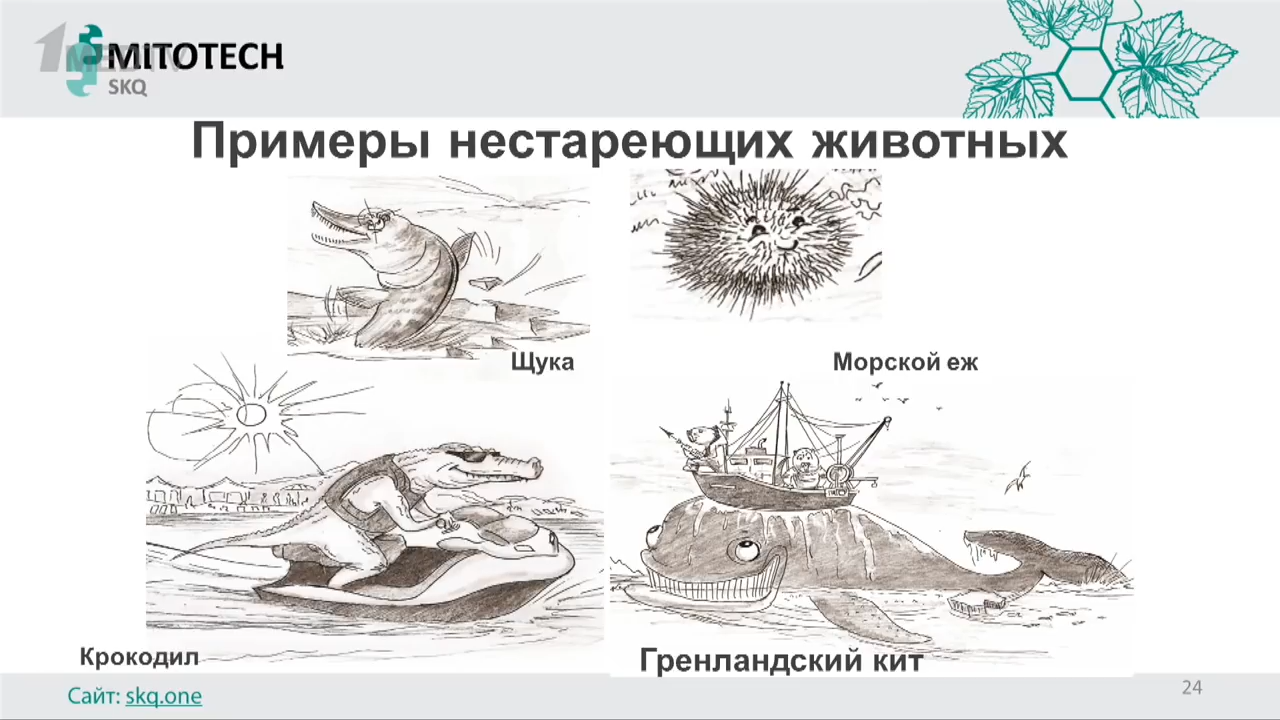 MITOTECH
SKQ
Примеры нестареющих животных
Щука
Морской еж
Крокодил
Гренландский кит
Сайт: skq.one
24